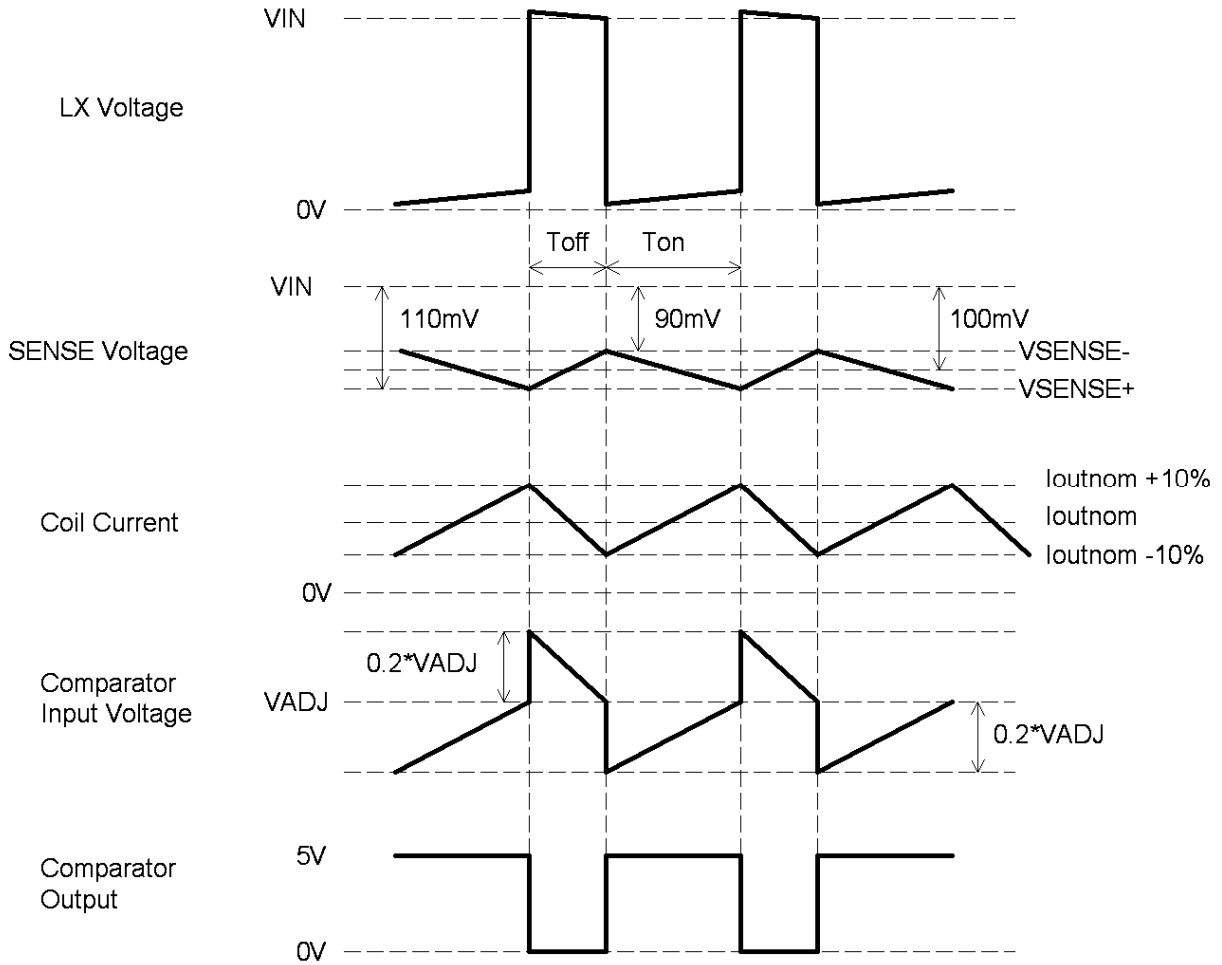 VIN
LX Voltage
0V
Toff
Ton
VIN
110mV
90mV
100mV
SENSE Voltage
VSENSE-
VSENSE+
Ioutnom +10%
Coil Current
Ioutnom
Ioutnom -10%
0V
0.2*VADJ
Comparator
Input Voltage
VADJ
0.2*VADJ
5V
Comparator
Output
0V